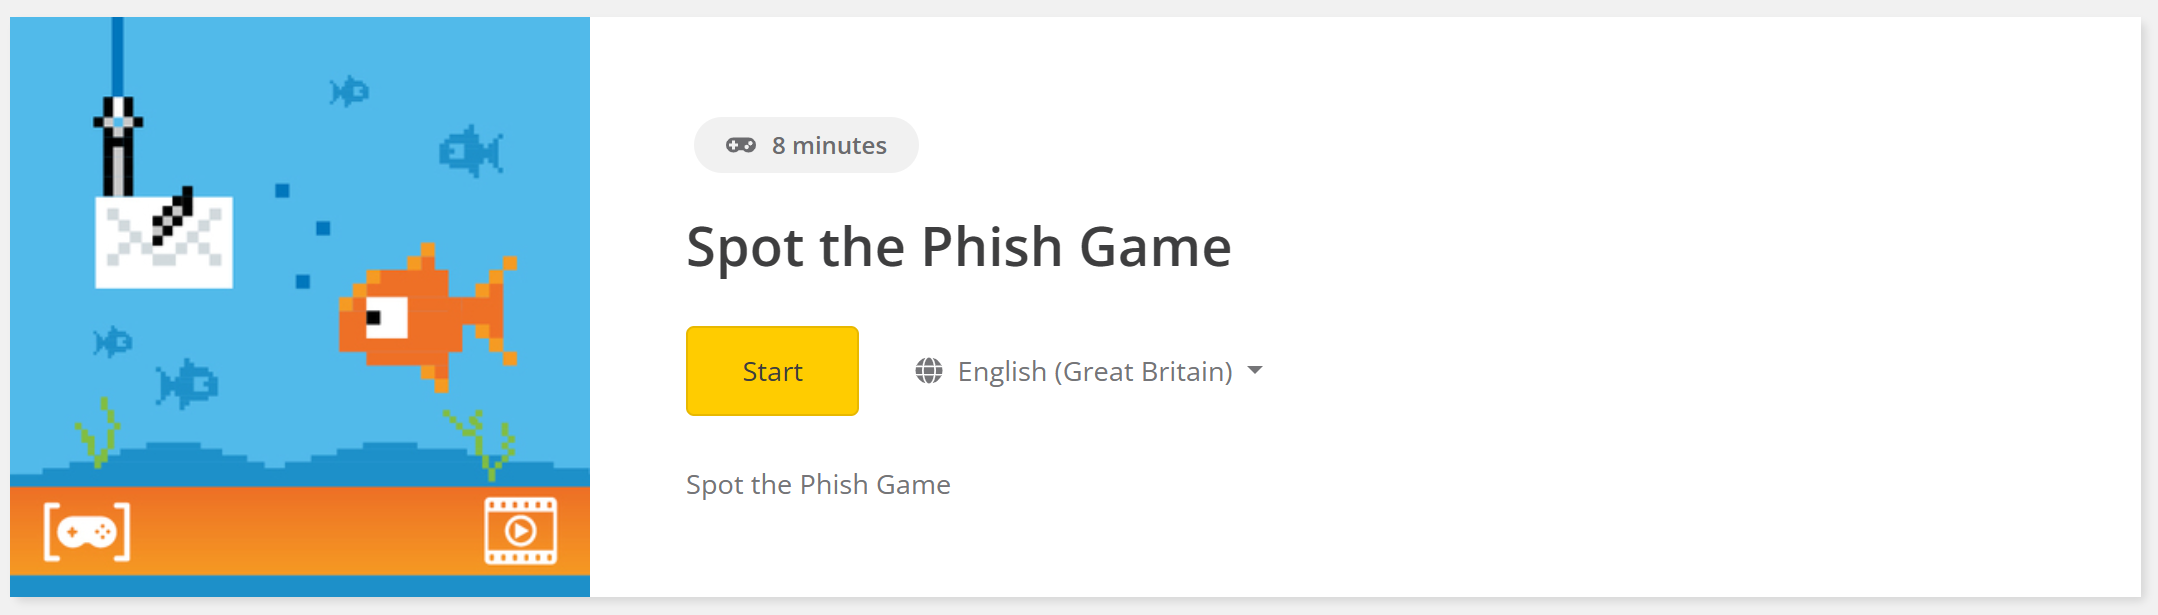 8 minutes
Spot the Phish Game
Start
English (Great Britain)
Spot the Phish Game